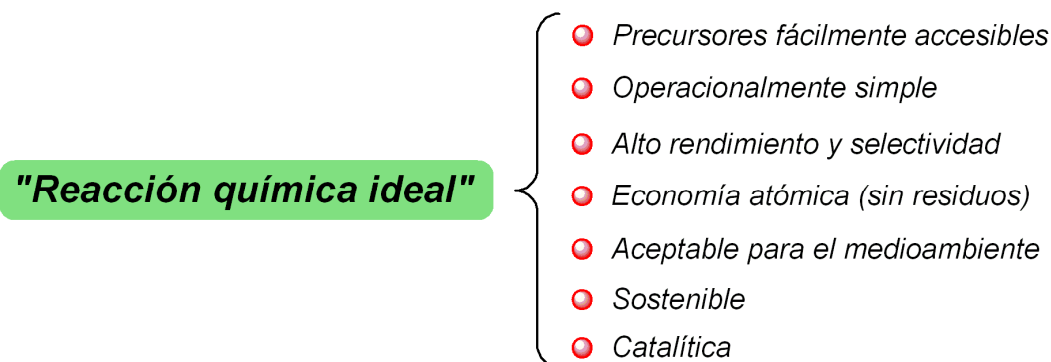 "Reacción química ideal"
Precursores fácilmente accesibles
Operacionalmente simple
Alto rendimiento y selectividad
Economía atómica (sin residuos)
Aceptable para el medioambiente
Sostenible
Catalítica